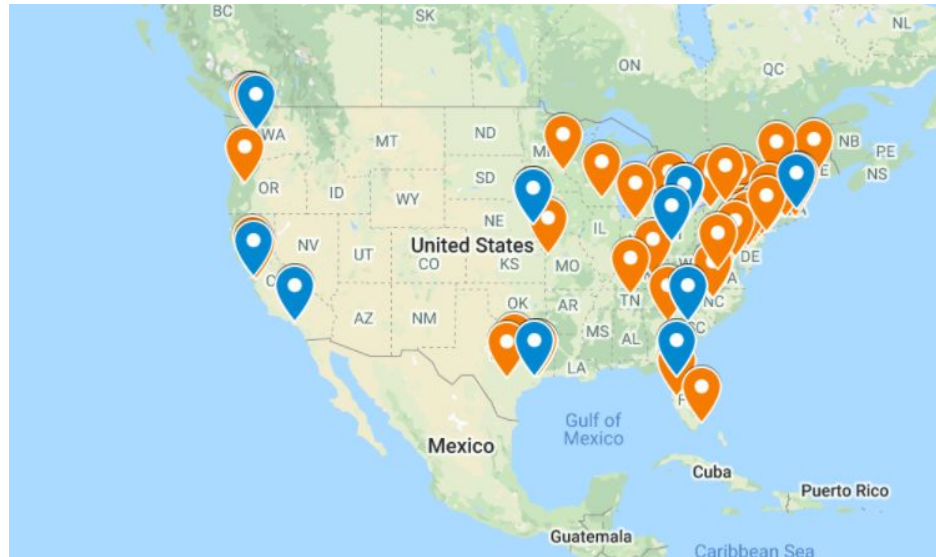 BC
SK
NL
ON
QC
WA
MT
ND
MI
NB
PE
NS
E
OR
ID
SD
WY
A
NE
IL
NV
United States
DE
UT
CO
KS
MO
W
A
C
OK
TN
NC
AZ
NM
AR
SC
MS
AL
LA
F
Gulf of
Mexico
Mexico
Cuba
Puerto Rico
Guatemala
Caribbean Sea